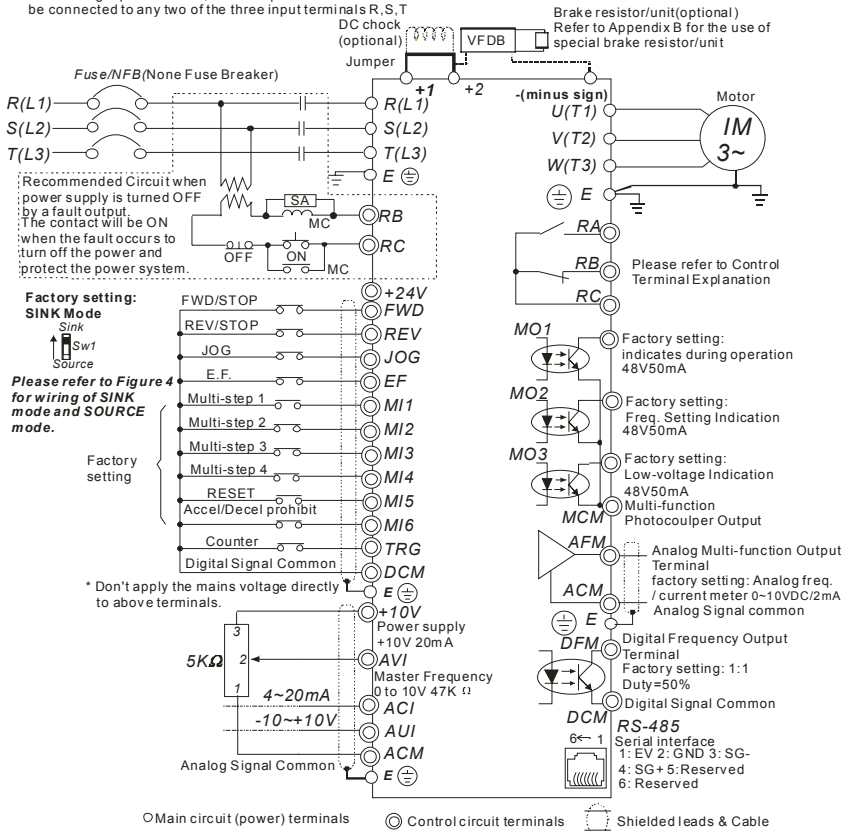 be connected to any two of the three input terminals R,S,T
DC chock
(optional)
Jumper
VFDB
Brake resistor/unit(optional)
Refer to Appendix B for the use of
special brake resistor/unit
Fuse/NFB(None Fuse Breaker)
+1
+2
-(minus sign)
R(L1)
S(L2)
T(L3)
R(L1)
S(L2)
T(L3)
E
U(T1)
V(T2)
W(T3)
E
Motor
IM
3~
Recommended Circuit when
power supply is turned OFF
by a fault output.
The contact will be ON
when the fault occurs to
turn off the power and
protect the power system.
SA
MC
OFF
ON
MC
RB
RC
RA
RB
RC
Please refer to Control
Terminal Explanation
Factory setting:
SINK Mode
Sink
Sw1
Source
Please refer to Figure 4
for wiring of SINK
mode and SOURCE
mode.
Factory
setting
+24V
FWD/STOP
FWD
REV/STOP
REV
JOG
JOG
E.F.
EF
Multi-step 1
MI1
Multi-step 2
MI2
Multi-step 3
MI3
Multi-step 4
MI4
RESET
MI5
Accel/Decel prohibit
MI6
Counter
TRG
Digital Signal Common
DCM
* Don't apply the mains voltage directly
to above terminals.
E
MO1
Factory setting:
indicates during operation
48V50mA
MO2
Factory setting:
Freq. Setting Indication
48V50mA
MO3
Factory setting:
Low-voltage Indication
48V50mA
MCM
Multi-function
Photocoulper Output
AFM
Analog Multi-function Output
Terminal
factory setting: Analog freq.
/ current meter 0~10VDC/2mA
ACM
Analog Signal common
E
DFM
Digital Frequency Output
Terminal
Factory setting: 1:1
Duty=50%
DCM
Digital Signal Common
+10V
Power supply
+10V 20mA
3
5KΩ
2
1
AVI
Master Frequency
0 to 10V 47K Ω
4~20mA
ACI
-10~+10V
AUI
ACM
Analog Signal Common
E
RS-485
6← 1
Serial interface
1: EV 2: GND 3: SG-
4: SG+ 5:Reserved
6: Reserved
Main circuit (power) terminals
Control circuit terminals
Shielded leads & Cable